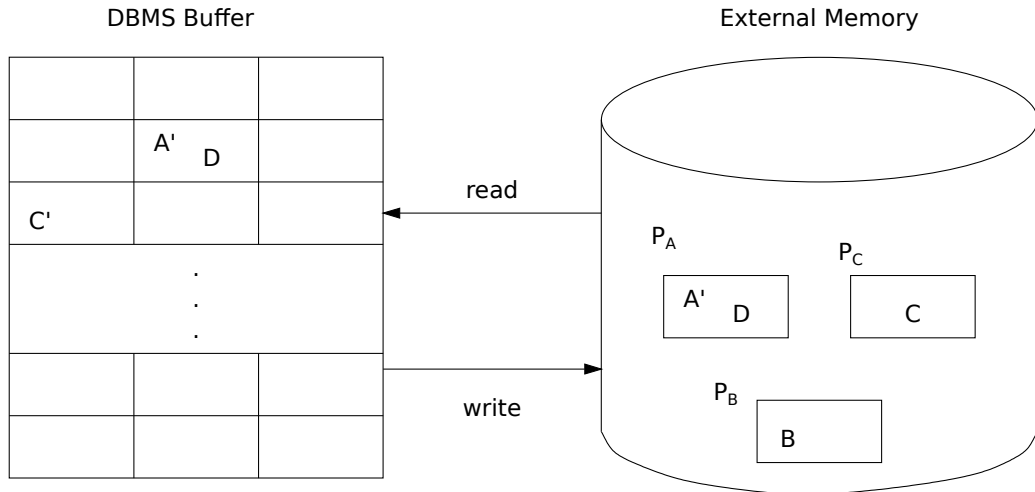 DBMS Buffer
External Memory
A' D
C'
.
.
.
read
write
P_A
A' D
P_C
C
P_B
B